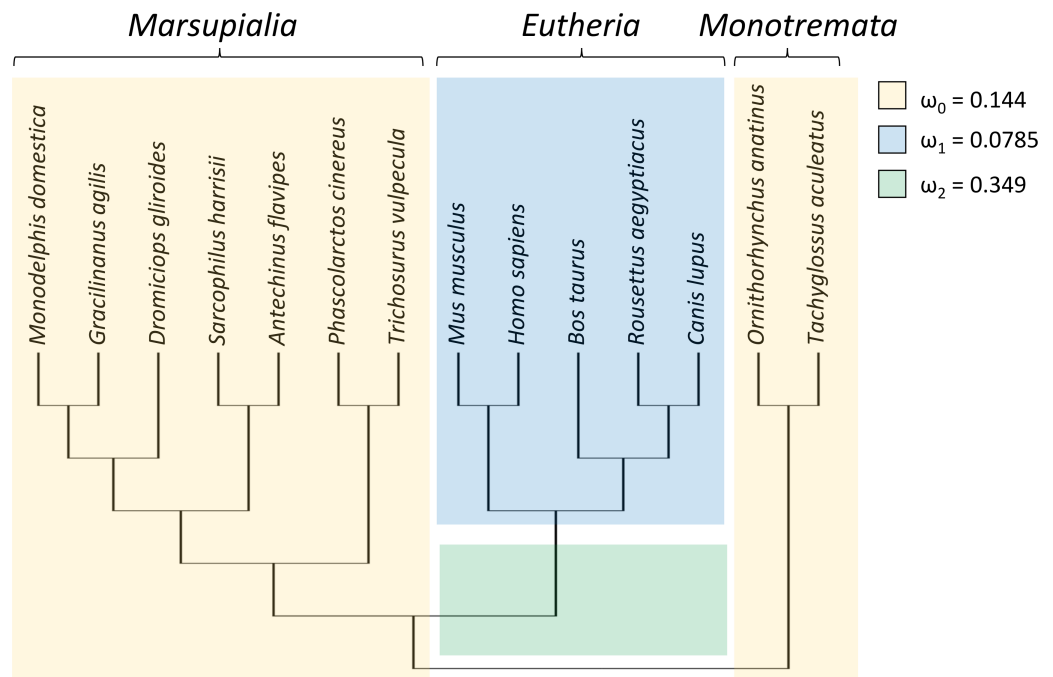 Marsupialia
Eutheria
Monotremata
Monodelphis domestica
Gracilinanus agilis
Dromiciops gliroides
Sarcophilus harrisii
Antechinus flavipes
Phascolarctos cinereus
Trichosurus vulpecula
Mus musculus
Homo sapiens
Bos taurus
Rousettus aegyptiacus
Canis lupus
Ornithorhynchus anatinus
Tachyglossus aculeatus
ω₀ = 0.144
ω₁ = 0.0785
ω₂ = 0.349